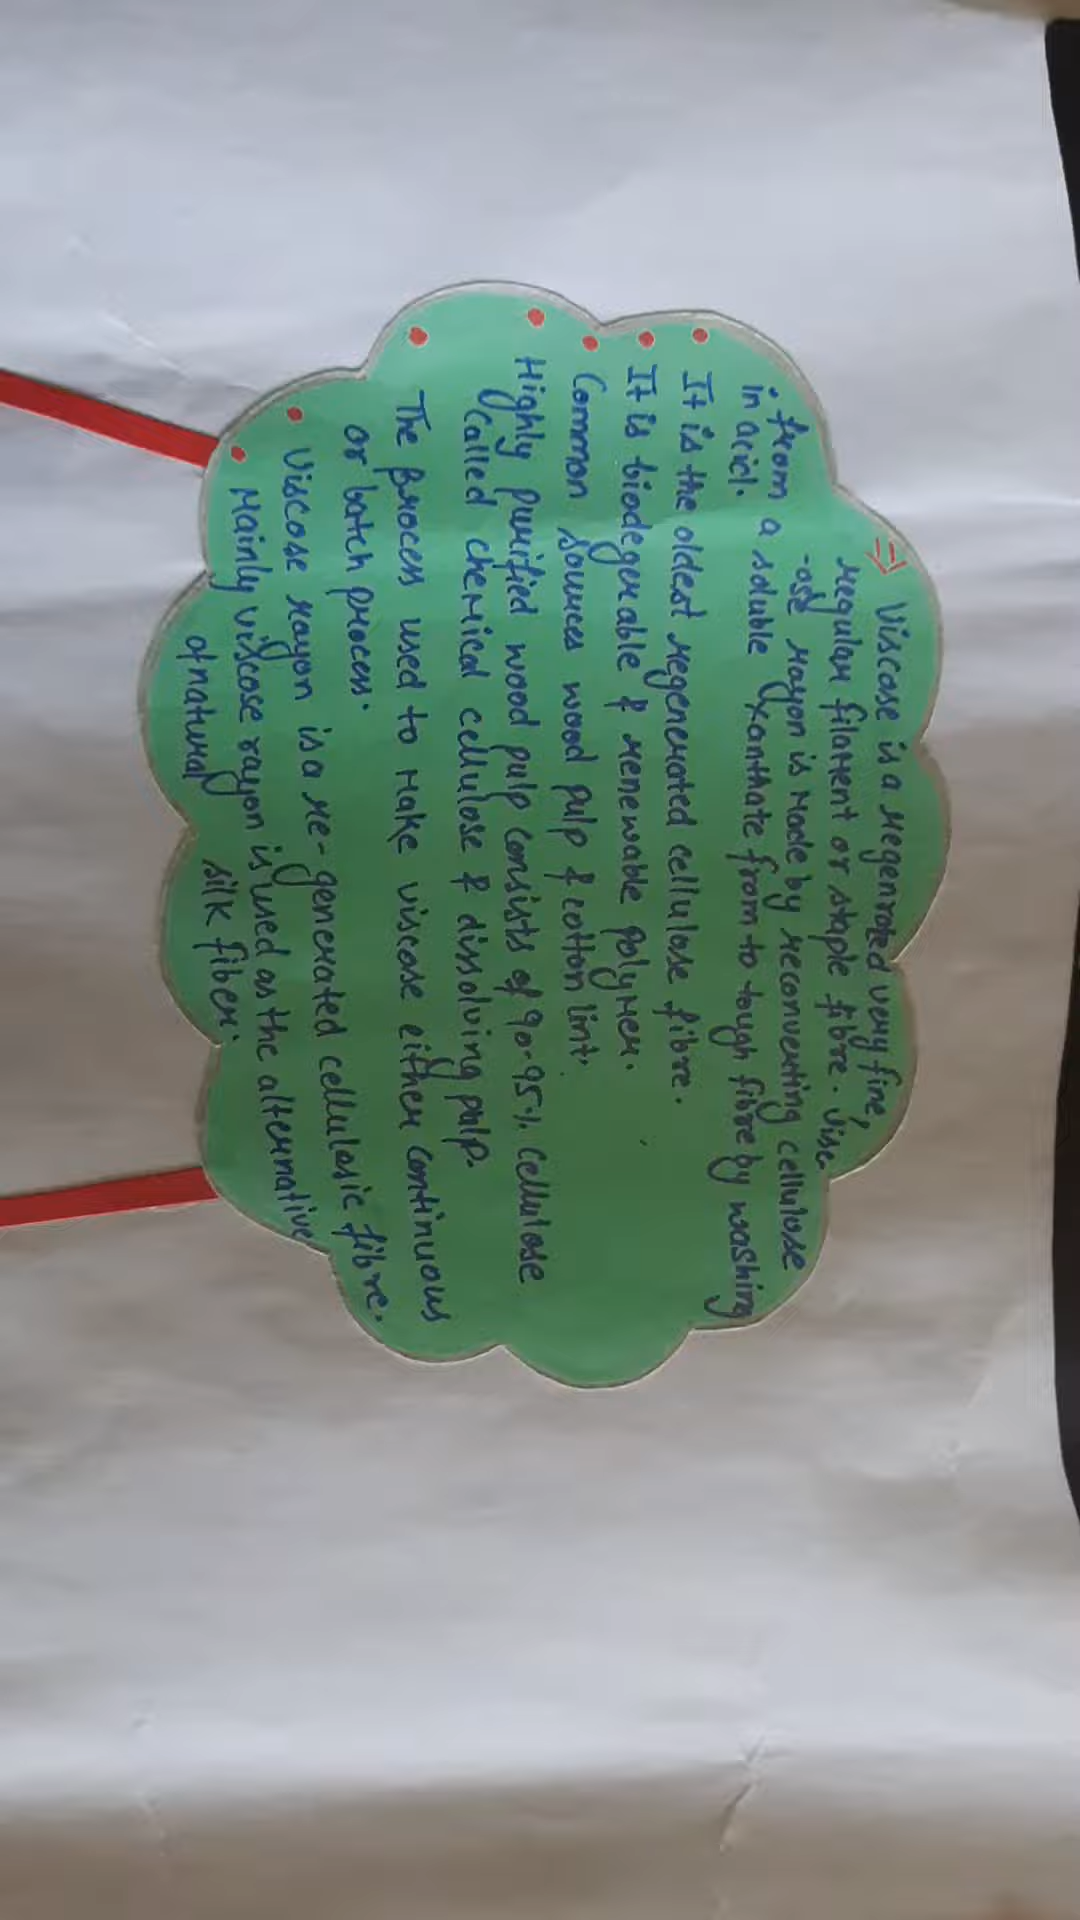 ⇒ Viscose is a regenrated very fine,
regular filament or staple fibre. Visc
-ose rayon is made by reconverting cellulose
from a soluble xanthate from to tough fibre by washing
in acid.
• It is the oldest regenerated cellulose fibre.
• It is biodegerable & renewable polymer.
• Common sources wood pulp & cotton lint.
• Highly purified wood pulp consists of 90-95% cellulose
called chemical cellulose & dissolving pulp.
• The process used to make viscose either continuous
or batch process.
• Viscose rayon is a re-generated cellulosic fibre.
• Mainly viscose rayon is used as the alternative
of natural silk fiber.